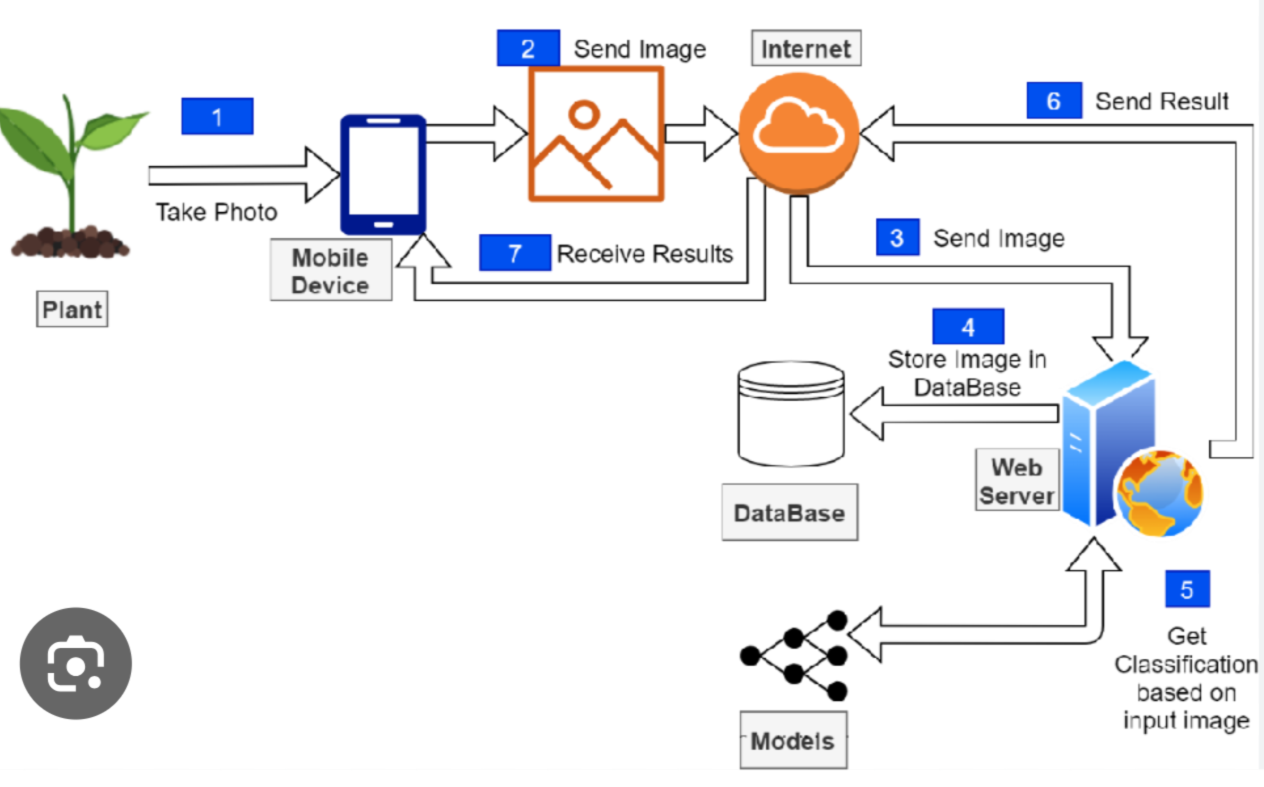 2 Send Image
Internet
6 Send Result
1
Take Photo
Mobile
Device
7 Receive Results
3 Send Image
Plant
4
Store Image in
DataBase
Web
Server
DataBase
5
Get
Classification
based on
input image
Models